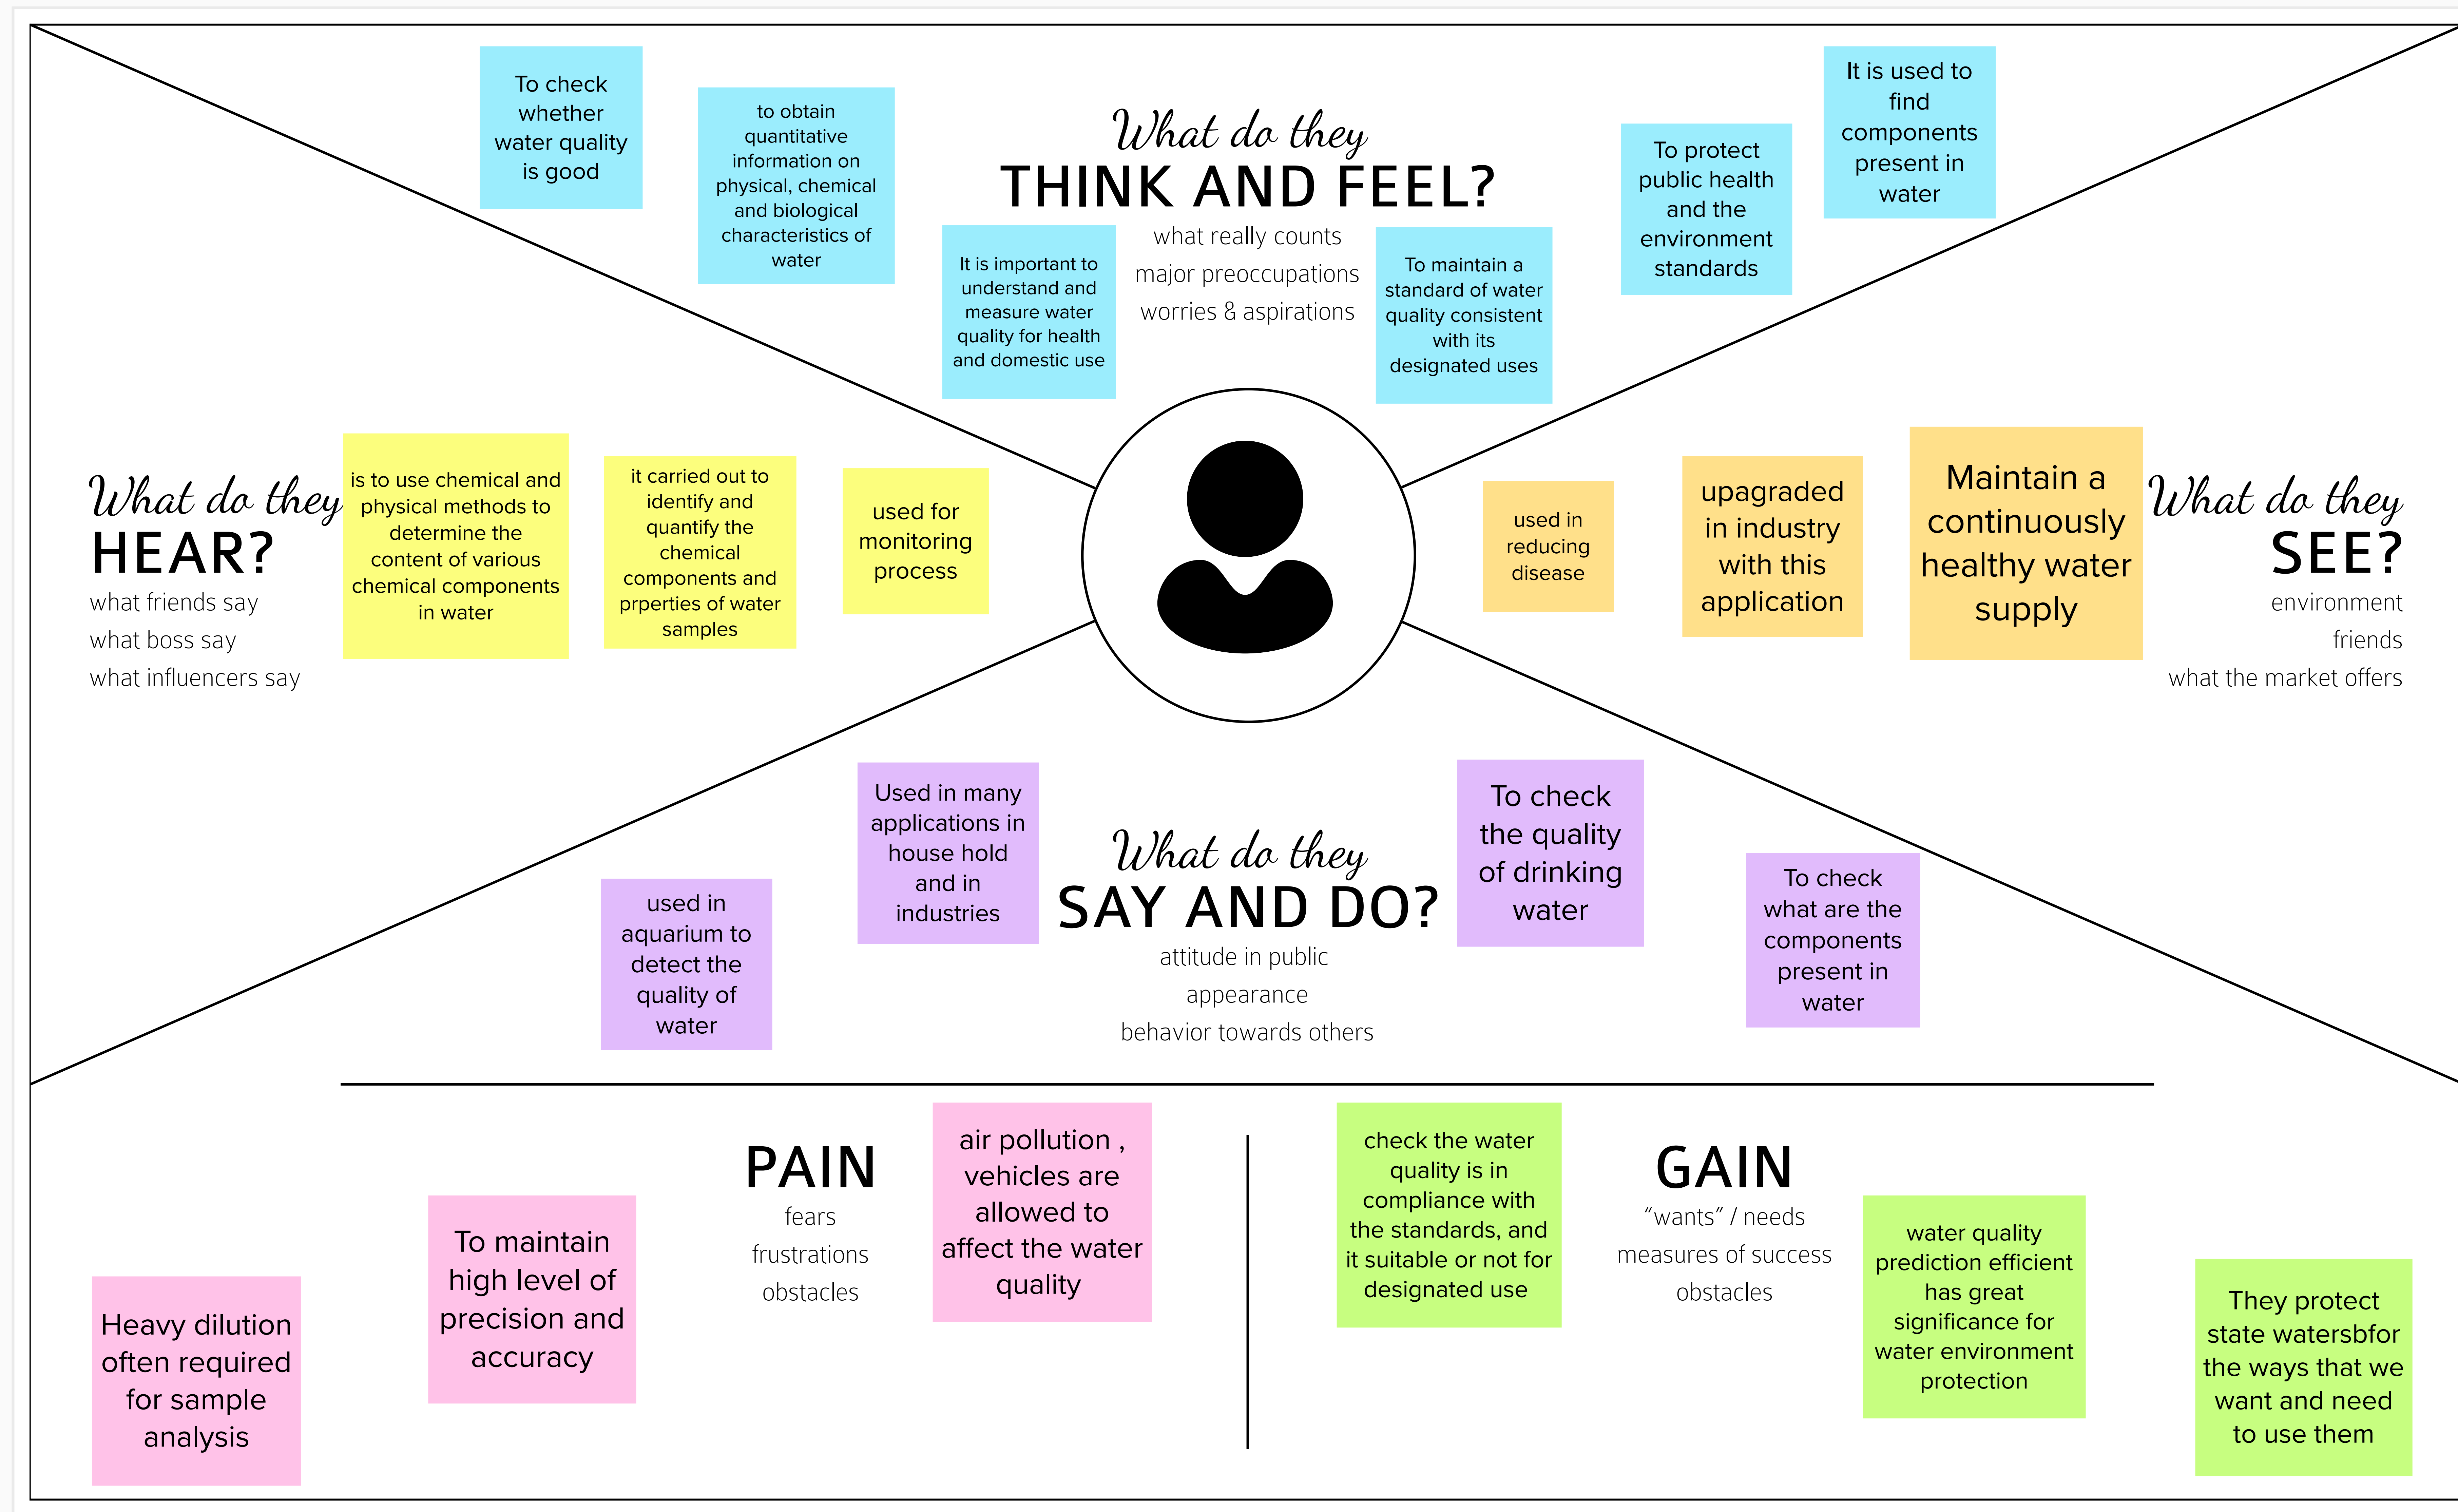 To check
whether
water quality
is good
to obtain
quantitative
information on
physical, chemical
and biological
characteristics of
water
What do they
THINK AND FEEL?
what really counts
major preoccupations
worries & aspirations
It is important to
understand and
measure water
quality for health
and domestic use
To maintain a
standard of water
quality consistent
with its
designated uses
To protect
public health
and the
environment
standards
It is used to
find
components
present in
water
What do they
HEAR?
what friends say
what boss say
what influencers say
is to use chemical and
physical methods to
determine the
content of various
chemical components
in water
it carried out to
identify and
quantify the
chemical
components and
prperties of water
samples
used for
monitoring
process
used in
reducing
disease
upagraded
in industry
with this
application
Maintain a
continuously
healthy water
supply
What do they
SEE?
environment
friends
what the market offers
used in
aquarium to
detect the
quality of
water
Used in many
applications in
house hold
and in
industries
What do they
SAY AND DO?
attitude in public
appearance
behavior towards others
To check
the quality
of drinking
water
To check
what are the
components
present in
water
Heavy dilution
often required
for sample
analysis
To maintain
high level of
precision and
accuracy
PAIN
fears
frustrations
obstacles
air pollution ,
vehicles are
allowed to
affect the water
quality
check the water
quality is in
compliance with
the standards, and
it suitable or not for
designated use
GAIN
“wants” / needs
measures of success
obstacles
water quality
prediction efficient
has great
significance for
water environment
protection
They protect
state watersbfor
the ways that we
want and need
to use them